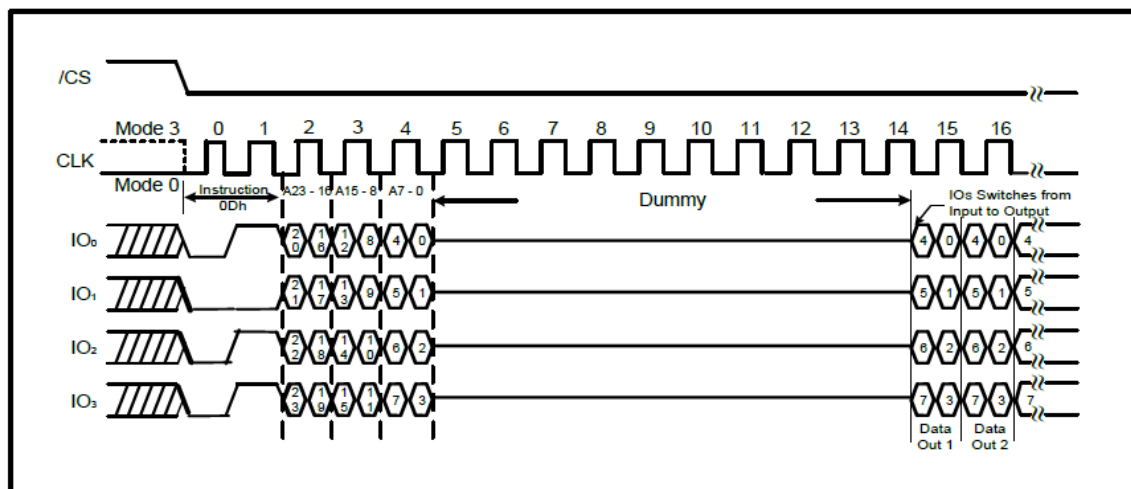 /CS
Mode 3 0 1 2 3 4 5 6 7 8 9 10 11 12 13 14 15 16
CLK
Mode 0
Instruction
0Dh
A23 - 16 A15 - 8 A7 - 0
Dummy
IOs Switches from
Input to Output
IO₀ 20 16 12 8 4 0 4 0 4 0 4
IO₁ 21 17 13 9 5 1 5 1 5 1 5
IO₂ 22 18 14 10 6 2 6 2 6 2 6
IO₃ 23 19 15 11 7 3 7 3 7 3 7
Data Data
Out 1 Out 2